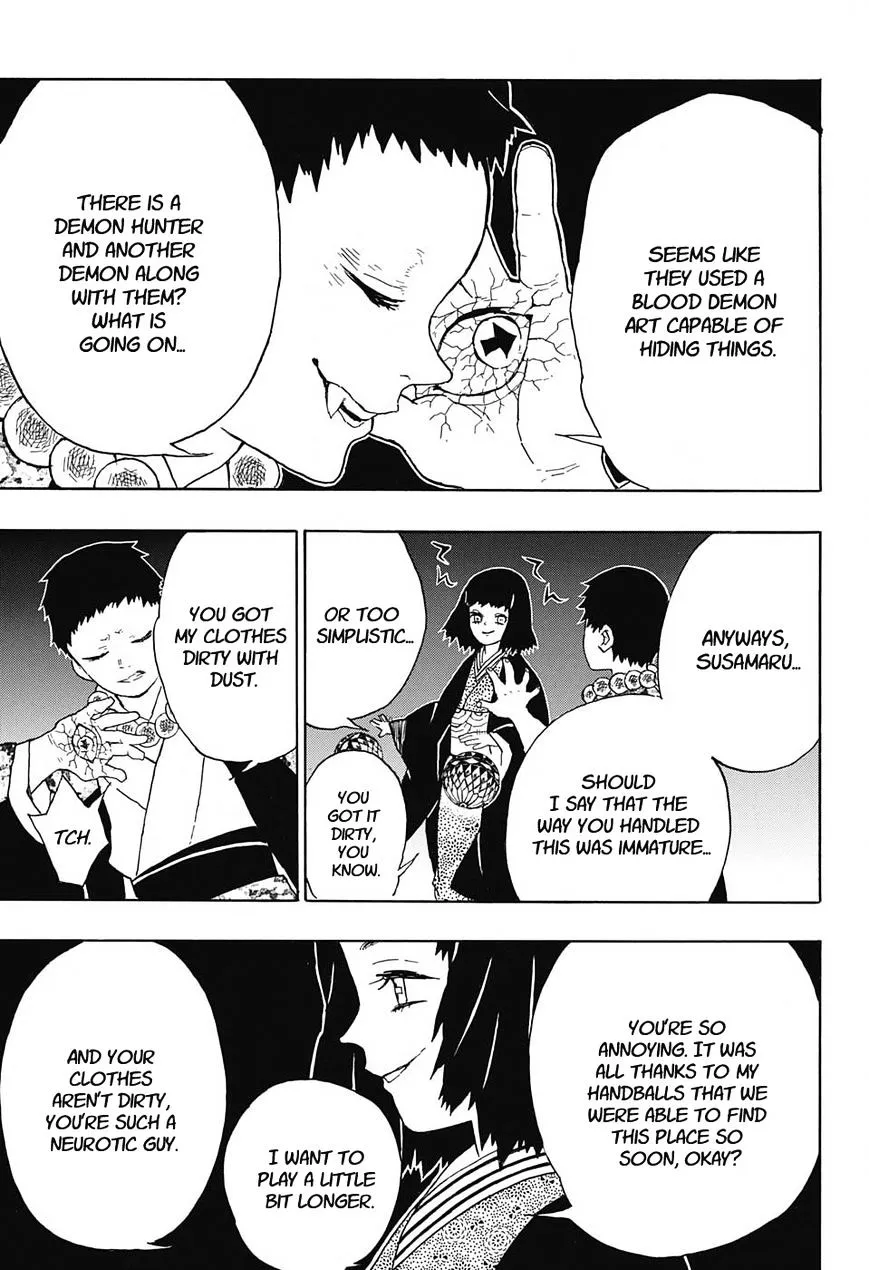 SEEMS LIKE
THEY USED A
BLOOD DEMON
ART CAPABLE OF
HIDING THINGS.
THERE IS A
DEMON HUNTER
AND ANOTHER
DEMON ALONG
WITH THEM?
WHAT IS
GOING ON...
ANYWAYS,
SUSAMARU...
SHOULD
I SAY THAT THE
WAY YOU HANDLED
THIS WAS IMMATURE...
てん
てん
OR TOO
SIMPLISTIC...
YOU
GOT IT
DIRTY,
YOU
KNOW.
YOU GOT
MY CLOTHES
DIRTY WITH
DUST.
TCH.
YOU'RE SO
ANNOYING. IT WAS
ALL THANKS TO MY
HANDBALLS THAT WE
WERE ABLE TO FIND
THIS PLACE SO
SOON, OKAY?
I WANT TO
PLAY A LITTLE
BIT LONGER.
AND YOUR
CLOTHES
AREN'T DIRTY,
YOU'RE SUCH A
NEUROTIC GUY.